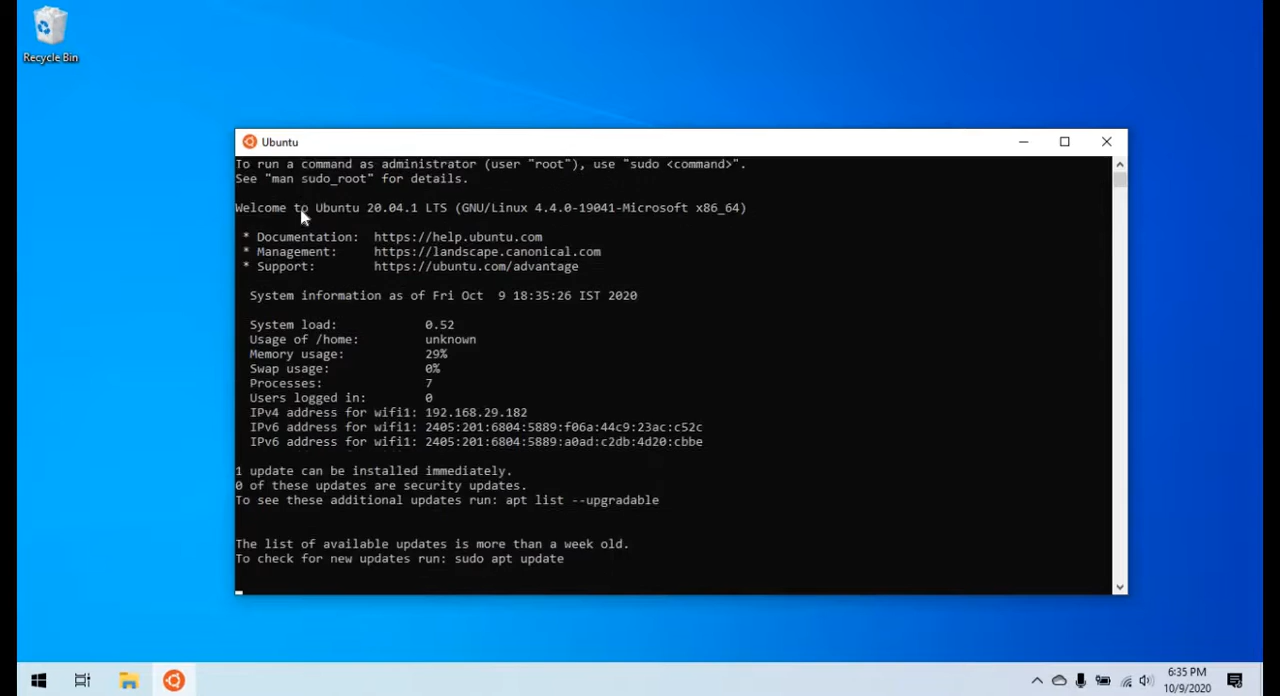 Recycle Bin
Ubuntu
To run a command as administrator (user "root"), use "sudo <command>".
See "man sudo_root" for details.
Welcome to Ubuntu 20.04.1 LTS (GNU/Linux 4.4.0-19041-Microsoft x86_64)
* Documentation: https://help.ubuntu.com
* Management: https://landscape.canonical.com
* Support: https://ubuntu.com/advantage
System information as of Fri Oct 9 18:35:26 IST 2020
System load: 0.52
Usage of /home: unknown
Memory usage: 29%
Swap usage: 0%
Processes: 7
Users logged in: 0
IPv4 address for wifi1: 192.168.29.182
IPv6 address for wifi1: 2405:201:6804:5889:f06a:44c9:23ac:c52c
IPv6 address for wifi1: 2405:201:6804:5889:a0ad:c2db:4d20:cbbe
1 update can be installed immediately.
0 of these updates are security updates.
To see these additional updates run: apt list --upgradable
The list of available updates is more than a week old.
To check for new updates run: sudo apt update
6:35 PM
10/9/2020